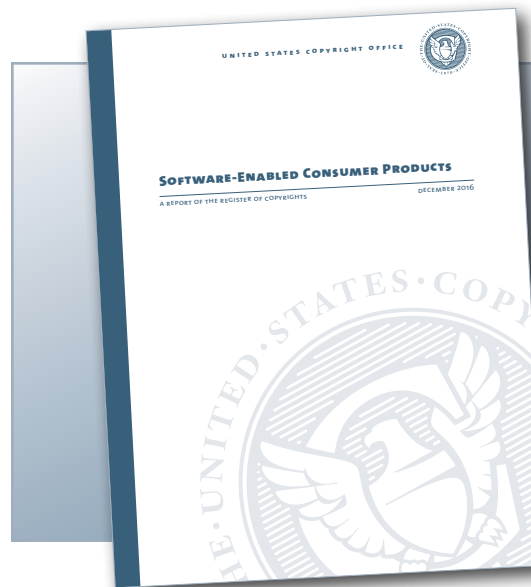 UNITED STATES COPYRIGHT OFFICE
SOFTWARE-ENABLED CONSUMER PRODUCTS
A REPORT OF THE REGISTER OF COPYRIGHTS
DECEMBER 2016
HE·UNITED·STATES·COPY